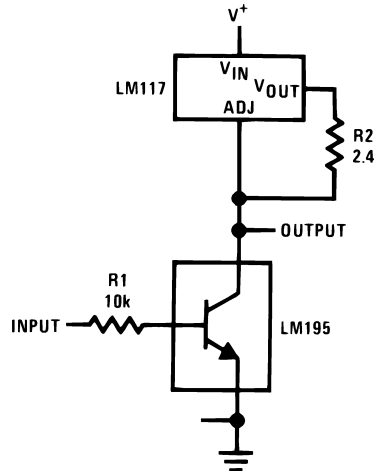 V+
LM117
VIN
VOUT
ADJ
R2
2.4
OUTPUT
R1
10k
INPUT
LM195